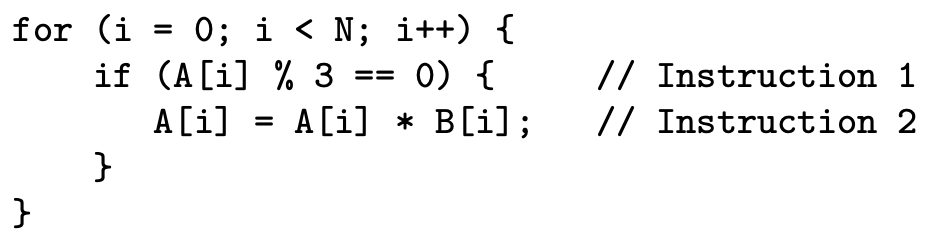 for (i = 0; i < N; i++) {
    if (A[i] % 3 == 0) {     // Instruction 1
        A[i] = A[i] * B[i];   // Instruction 2
    }
}